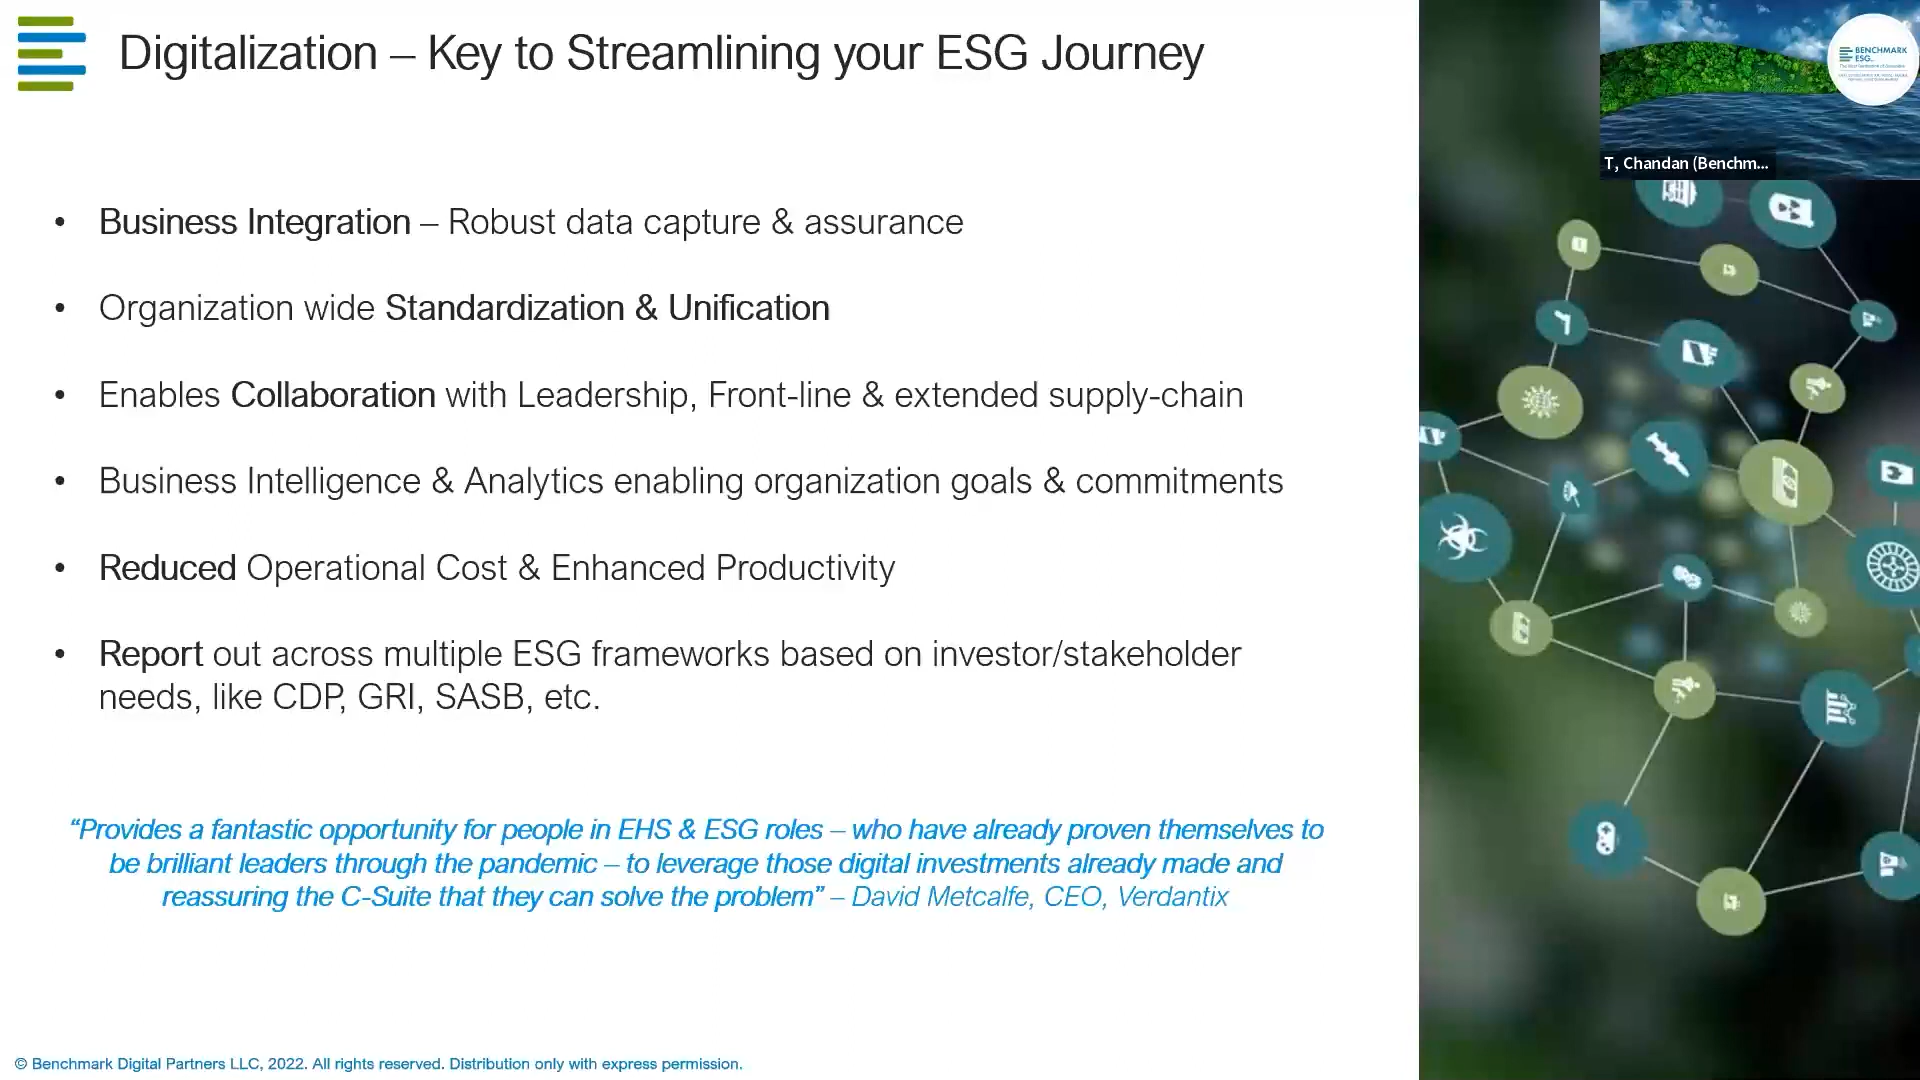 Digitalization – Key to Streamlining your ESG Journey
BENCHMARK
ESG
T, Chandan (Benchm...
• Business Integration – Robust data capture & assurance
• Organization wide Standardization & Unification
• Enables Collaboration with Leadership, Front-line & extended supply-chain
• Business Intelligence & Analytics enabling organization goals & commitments
• Reduced Operational Cost & Enhanced Productivity
• Report out across multiple ESG frameworks based on investor/stakeholder
needs, like CDP, GRI, SASB, etc.
“Provides a fantastic opportunity for people in EHS & ESG roles – who have already proven themselves to
be brilliant leaders through the pandemic – to leverage those digital investments already made and
reassuring the C-Suite that they can solve the problem” – David Metcalfe, CEO, Verdantix
© Benchmark Digital Partners LLC, 2022. All rights reserved. Distribution only with express permission.